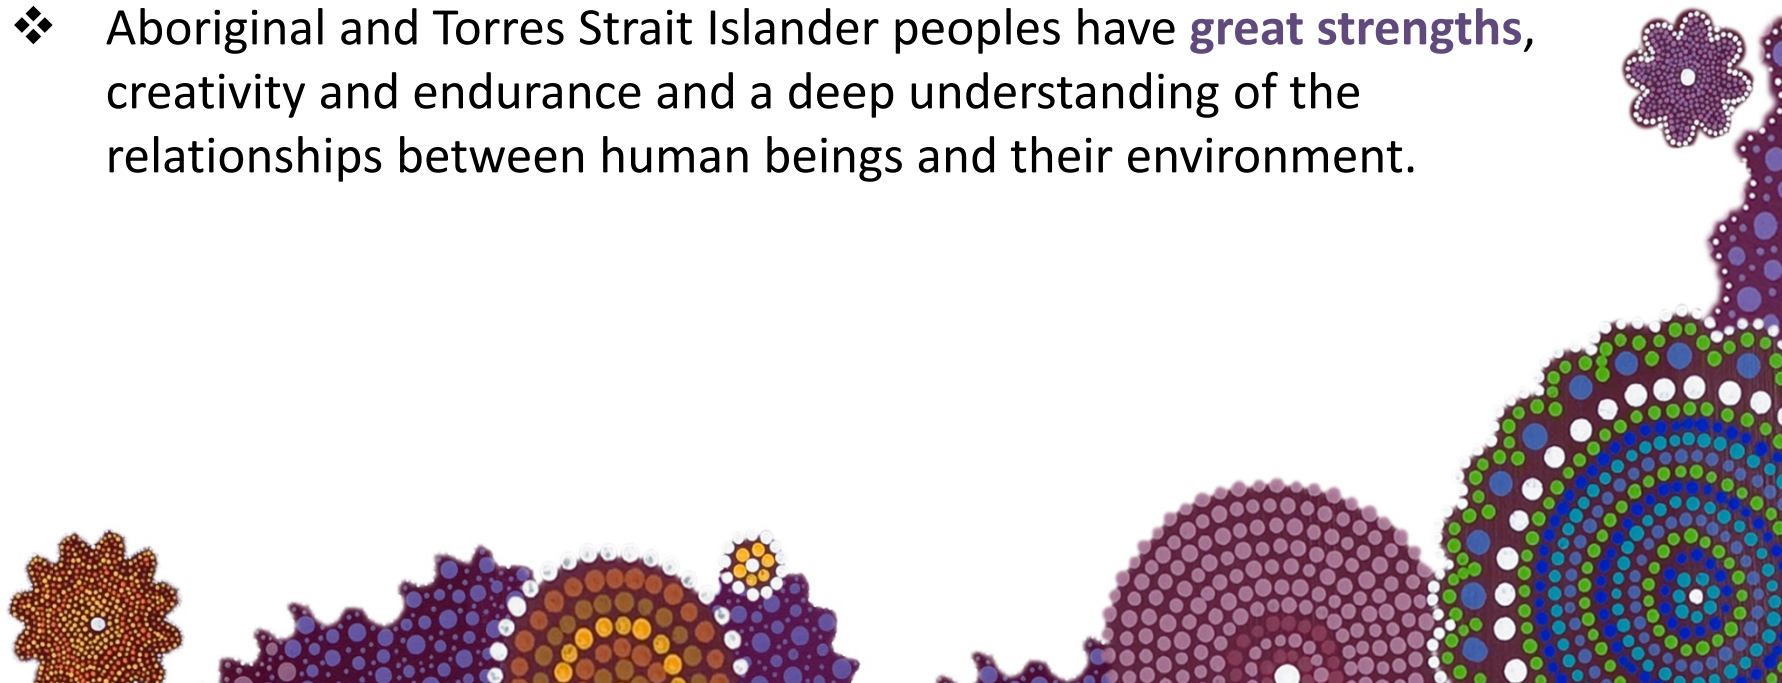 ❖ Aboriginal and Torres Strait Islander peoples have great strengths,
creativity and endurance and a deep understanding of the
relationships between human beings and their environment.